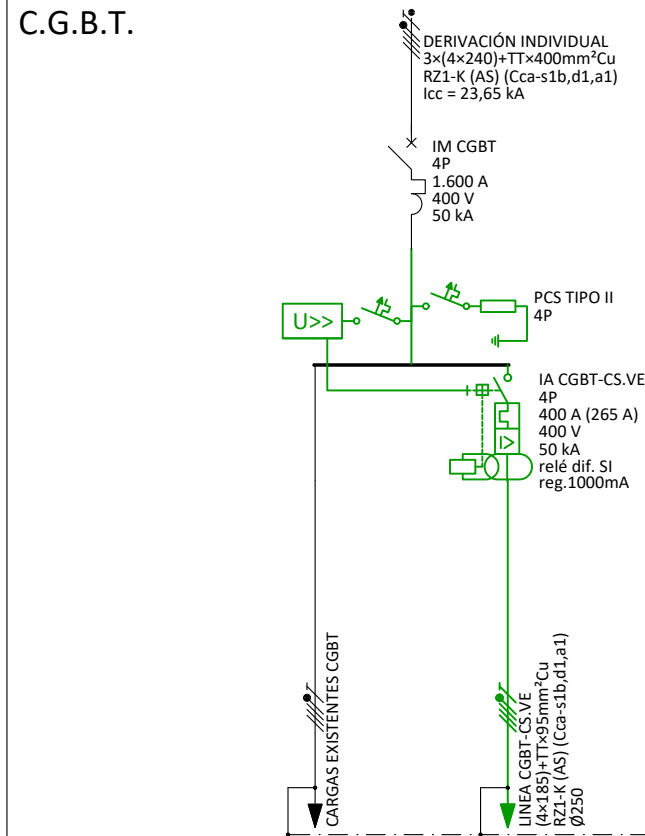 C.G.B.T.
DERIVACIÓN INDIVIDUAL
3×(4×240)+TT×400mm²Cu
RZ1-K (AS) (Cca-s1b,d1,a1)
Icc = 23,65 kA
IM CGBT
4P
1.600 A
400 V
50 kA
U>>
PCS TIPO II
4P
IA CGBT-CS.VE
4P
400 A (265 A)
400 V
50 kA
relé dif. SI
reg.1000mA
I>
CARGAS EXISTENTES CGBT
LINEA CGBT-CS.VE
(4×185)+TT×95mm²Cu
RZ1-K (AS) (Cca-s1b,d1,a1)
Ø250